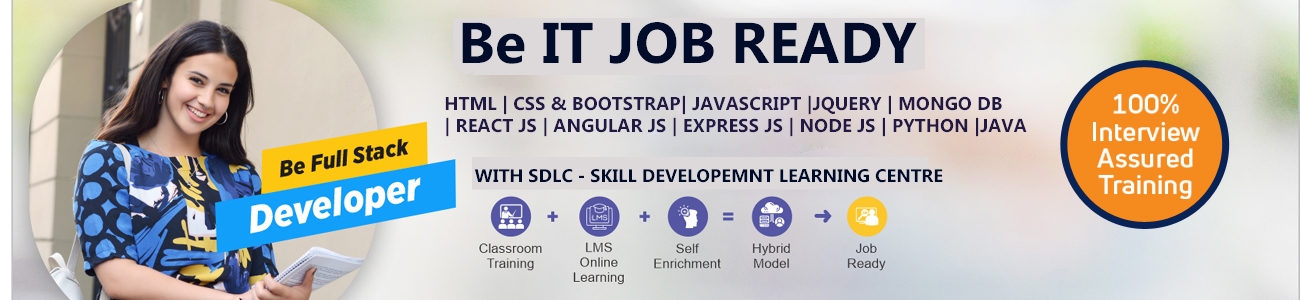 Be IT JOB READY
HTML | CSS & BOOTSTRAP| JAVASCRIPT |JQUERY | MONGO DB
| REACT JS | ANGULAR JS | EXPRESS JS | NODE JS | PYTHON |JAVA
Be Full Stack
Developer
WITH SDLC - SKILL DEVELOPEMNT LEARNING CENTRE
LMS
Classroom
Training
+
LMS
Online
Learning
+
Self
Enrichment
=
Hybrid
Model
Job
Ready
100%
Interview
Assured
Training